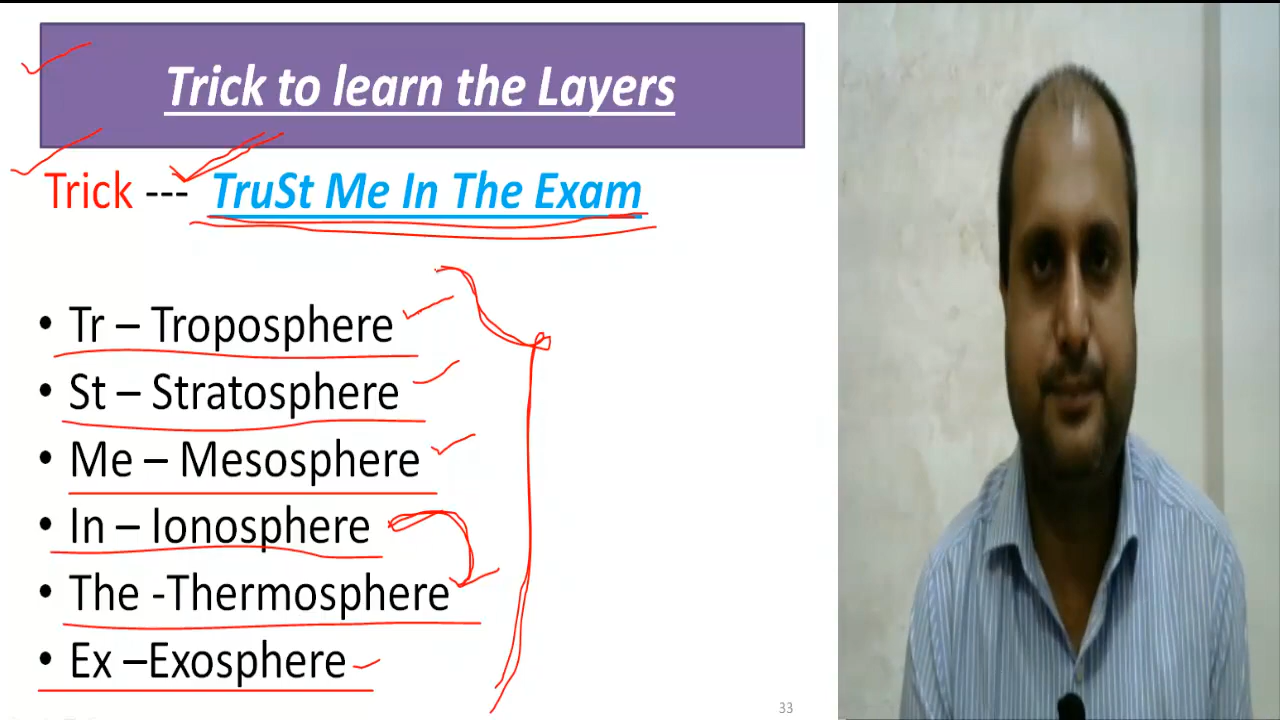 Trick to learn the Layers
Trick --- TruSt Me In The Exam
• Tr – Troposphere
• St – Stratosphere
• Me – Mesosphere
• In – Ionosphere
• The -Thermosphere
• Ex –Exosphere
33